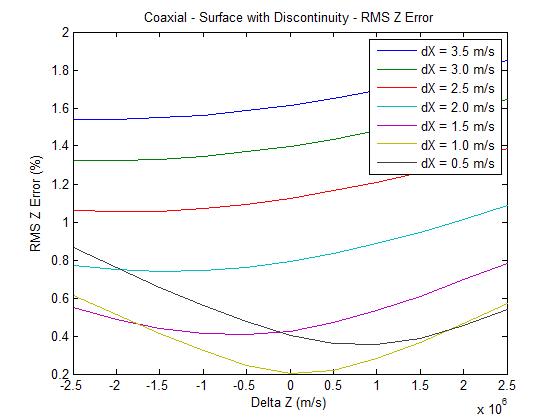 Coaxial - Surface with Discontinuity - RMS Z Error
2
1.8
1.6
1.4
1.2
1
0.8
0.6
0.4
0.2
RMS Z Error (%)
dX = 3.5 m/s
dX = 3.0 m/s
dX = 2.5 m/s
dX = 2.0 m/s
dX = 1.5 m/s
dX = 1.0 m/s
dX = 0.5 m/s
-2.5 -2 -1.5 -1 -0.5 0 0.5 1 1.5 2 2.5
Delta Z (m/s)
x 10^6